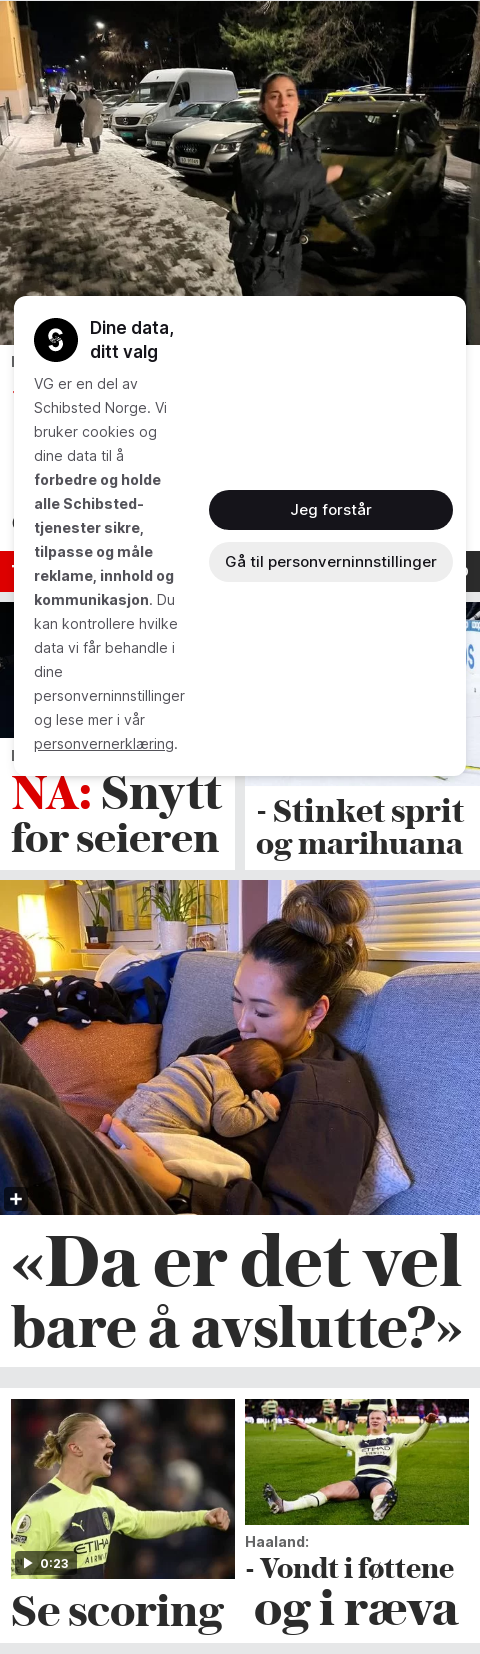 Dine data,
ditt valg
VG er en del av
Schibsted Norge. Vi
bruker cookies og
dine data til å
forbedre og holde
alle Schibsted-
tjenester sikre,
tilpasse og måle
reklame, innhold og
kommunikasjon. Du
kan kontrollere hvilke
data vi får behandle i
dine
personverninnstillinger
og lese mer i vår
personvernerklæring.
Jeg forstår
Gå til personverninnstillinger
NÅ: Snytt
for seieren
- Stinket sprit
og marihuana
«Da er det vel
bare å avslutte?»
ETIHAD
AIRWAYS
0:23
Se scoring
ETIHAD
Haaland:
- Vondt i føttene
og i ræva